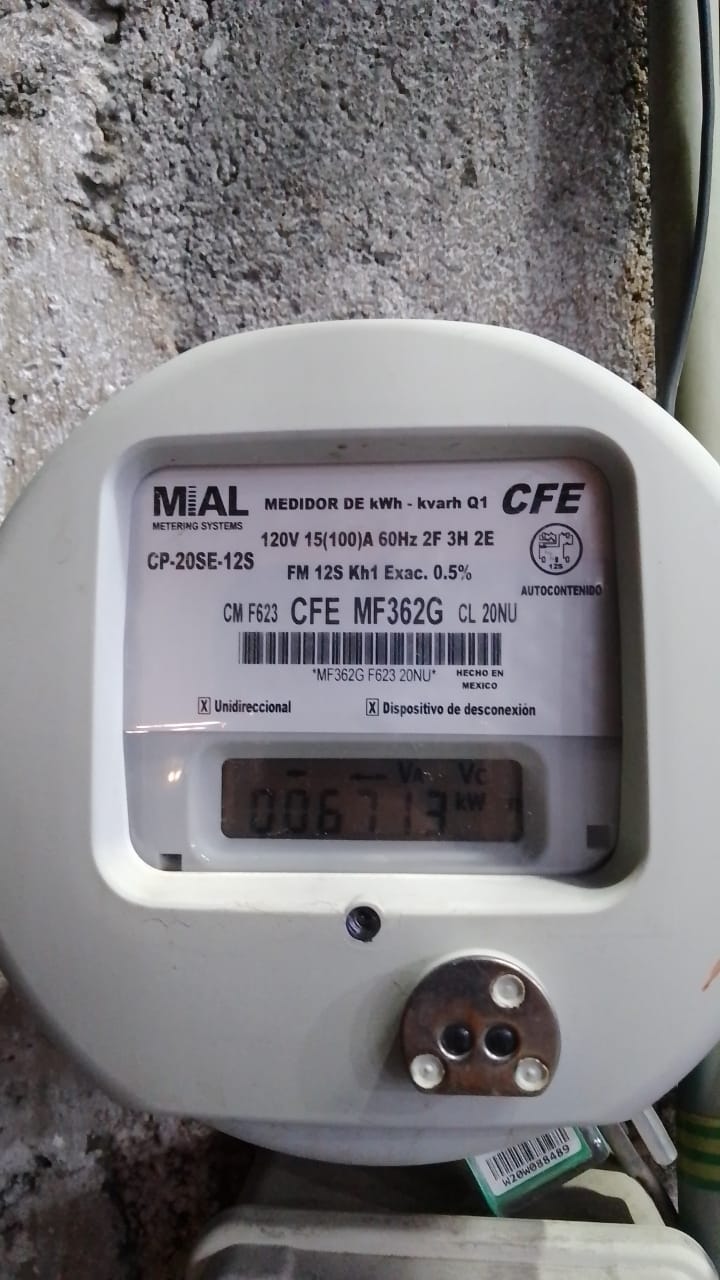 MIAL
METERING SYSTEMS
MEDIDOR DE kWh - kvarh Q1
CFE
120V 15(100)A 60Hz 2F 3H 2E
CP-20SE-12S
FM 12S Kh1 Exac. 0.5%
12S
AUTOCONTENIDO
CM F623 CFE MF362G CL 20NU
*MF362G F623 20NU*
HECHO EN
MEXICO
X Unidireccional
X Dispositivo de desconexión
VA VC
006713 kW
W20W088489